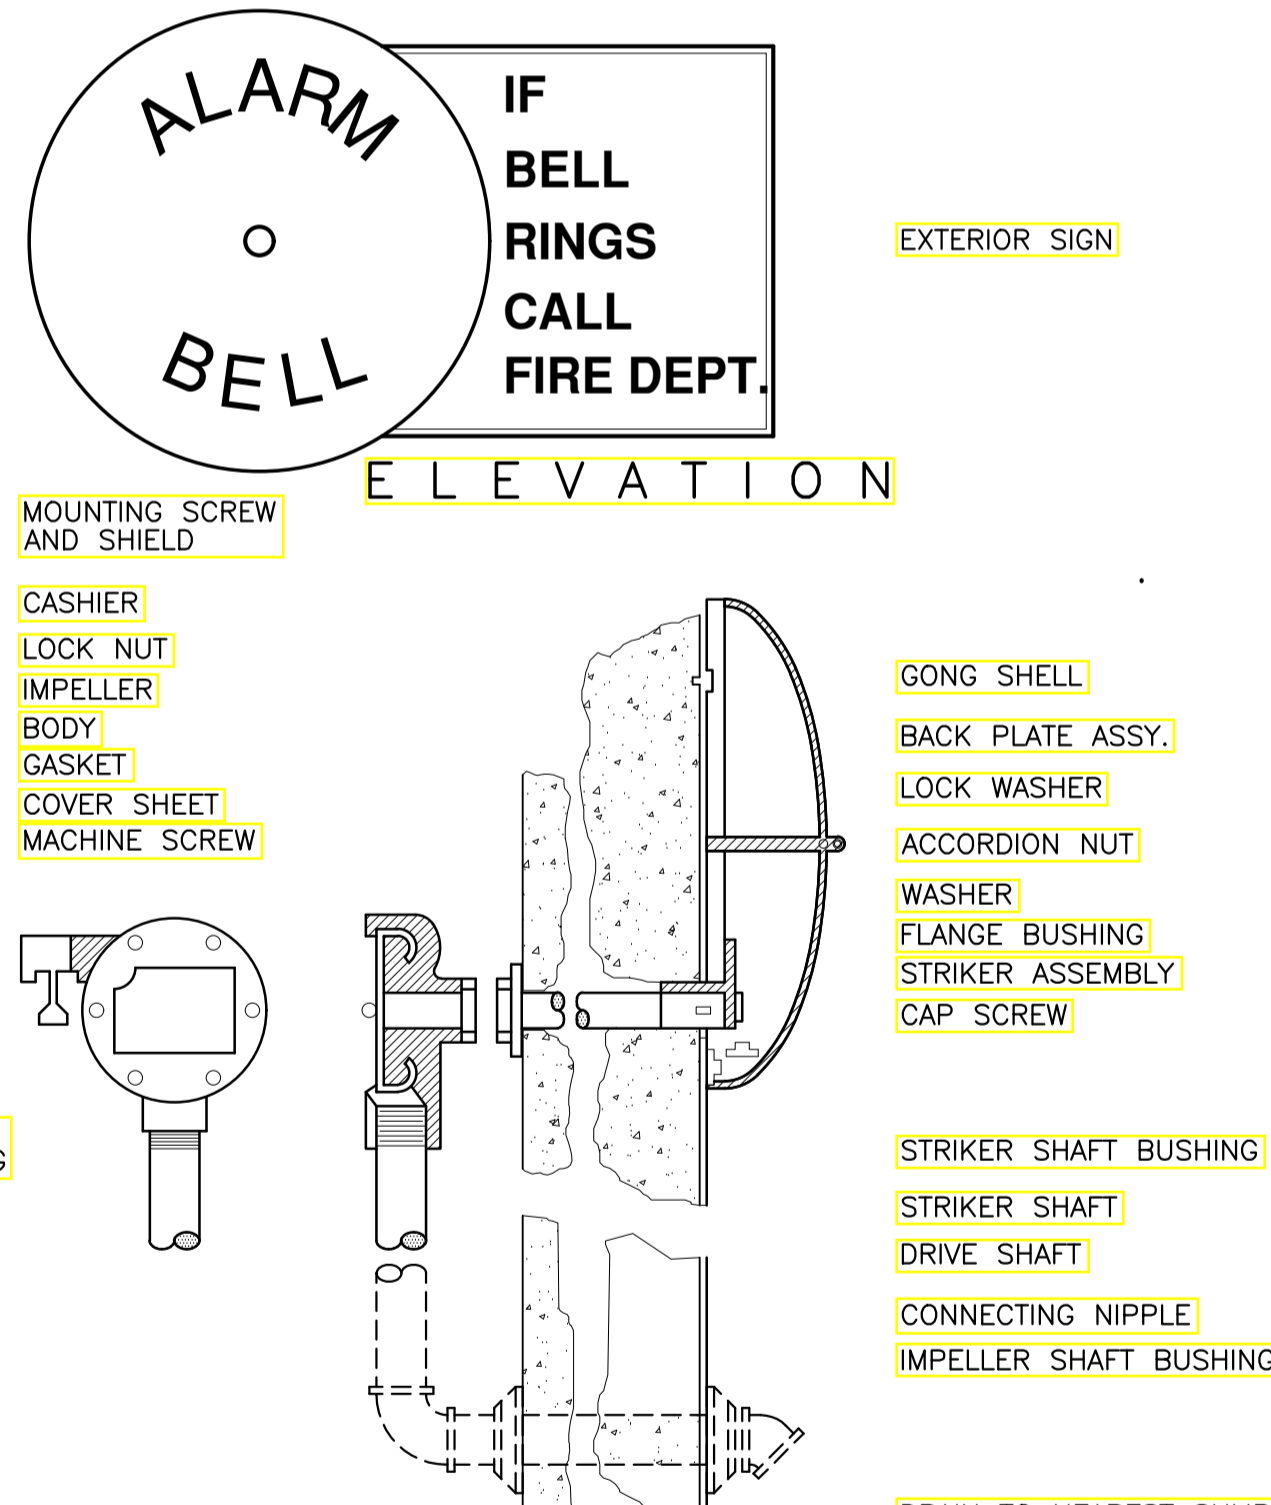 ALARM
BELL
IF
BELL
RINGS
CALL
FIRE DEPT.
EXTERIOR SIGN
ELEVATION
MOUNTING SCREW
AND SHIELD
CASHIER
LOCK NUT
IMPELLER
BODY
GASKET
COVER SHEET
MACHINE SCREW
GONG SHELL
BACK PLATE ASSY.
LOCK WASHER
ACCORDION NUT
WASHER
FLANGE BUSHING
STRIKER ASSEMBLY
CAP SCREW
STRIKER SHAFT BUSHING
STRIKER SHAFT
DRIVE SHAFT
CONNECTING NIPPLE
IMPELLER SHAFT BUSHING